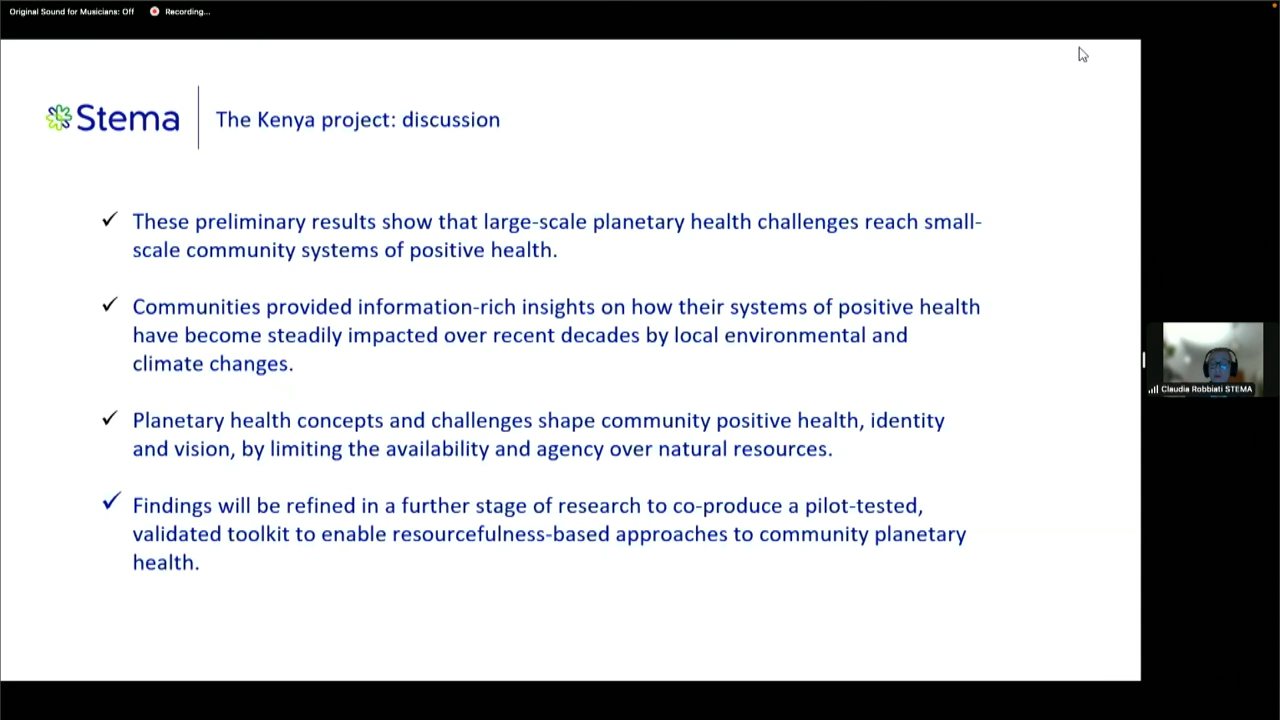 Original Sound for Musicians: Off
Recording...
Stema
The Kenya project: discussion
✓ These preliminary results show that large-scale planetary health challenges reach small-
scale community systems of positive health.
✓ Communities provided information-rich insights on how their systems of positive health
have become steadily impacted over recent decades by local environmental and
climate changes.
✓ Planetary health concepts and challenges shape community positive health, identity
and vision, by limiting the availability and agency over natural resources.
✓ Findings will be refined in a further stage of research to co-produce a pilot-tested,
validated toolkit to enable resourcefulness-based approaches to community planetary
health.
Claudia Robbiati STEMA